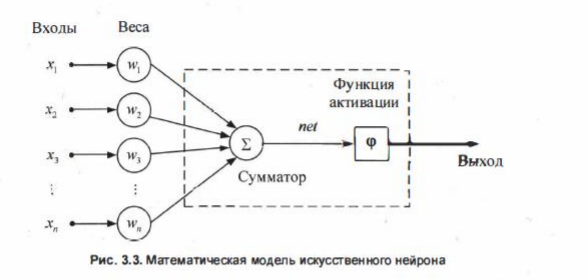 Входы Веса
x₁ w₁
Функция
активации
x₂ w₂
net
Σ φ
x₃ w₃
Выход
Сумматор
⋮ ⋮
xₙ wₙ
Рис. 3.3. Математическая модель искусственного нейрона